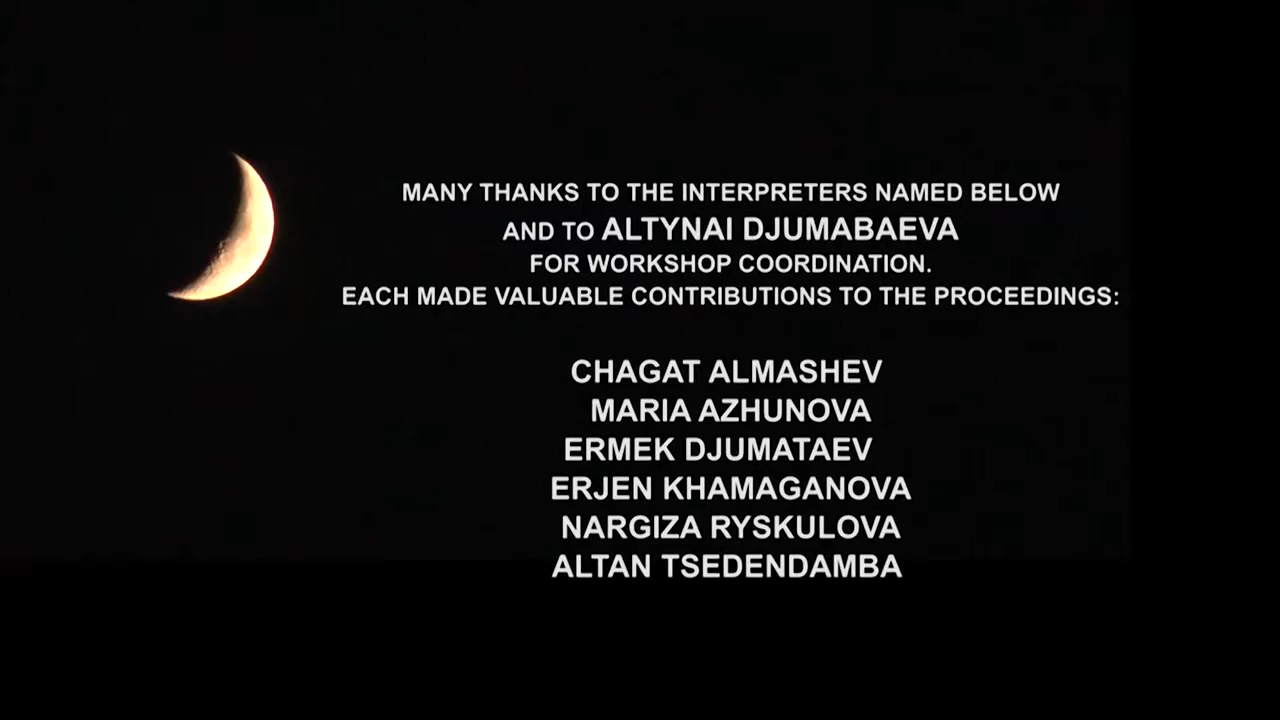 MANY THANKS TO THE INTERPRETERS NAMED BELOW
AND TO ALTYNAI DJUMABAEVA
FOR WORKSHOP COORDINATION.
EACH MADE VALUABLE CONTRIBUTIONS TO THE PROCEEDINGS:
CHAGAT ALMASHEV
MARIA AZHUNOVA
ERMEK DJUMATAEV
ERJEN KHAMAGANOVA
NARGIZA RYSKULOVA
ALTAN TSEDENDAMBA